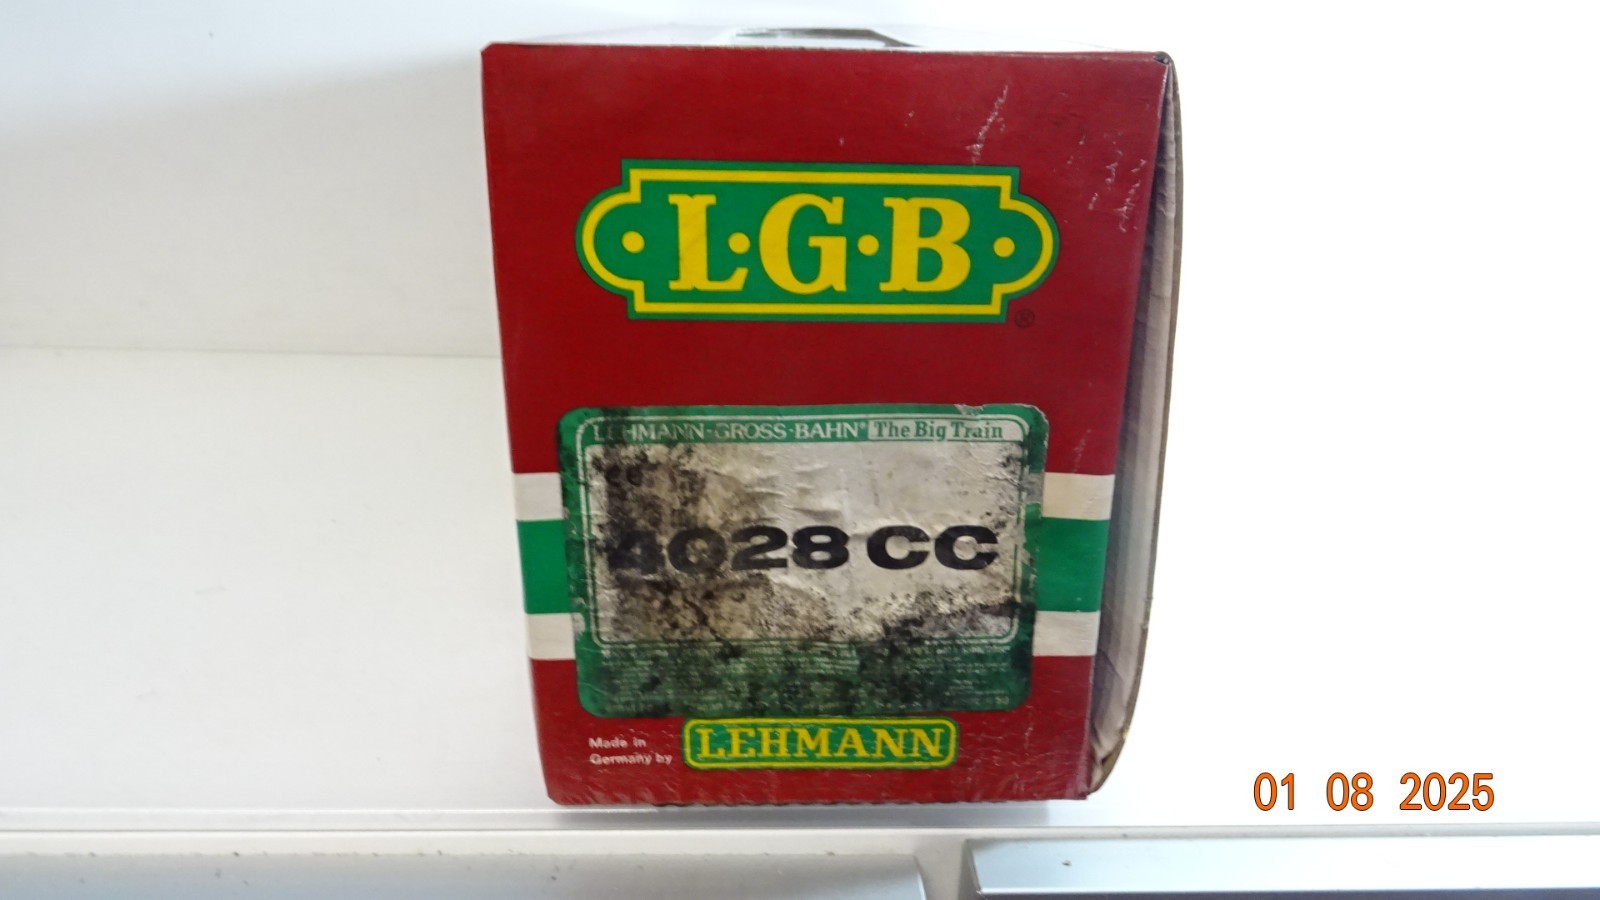 L·G·B
®
LEHMANN-GROSS-BAHN® The Big Train
4028 CC
Made in
Germany by
LEHMANN
01 08 2025